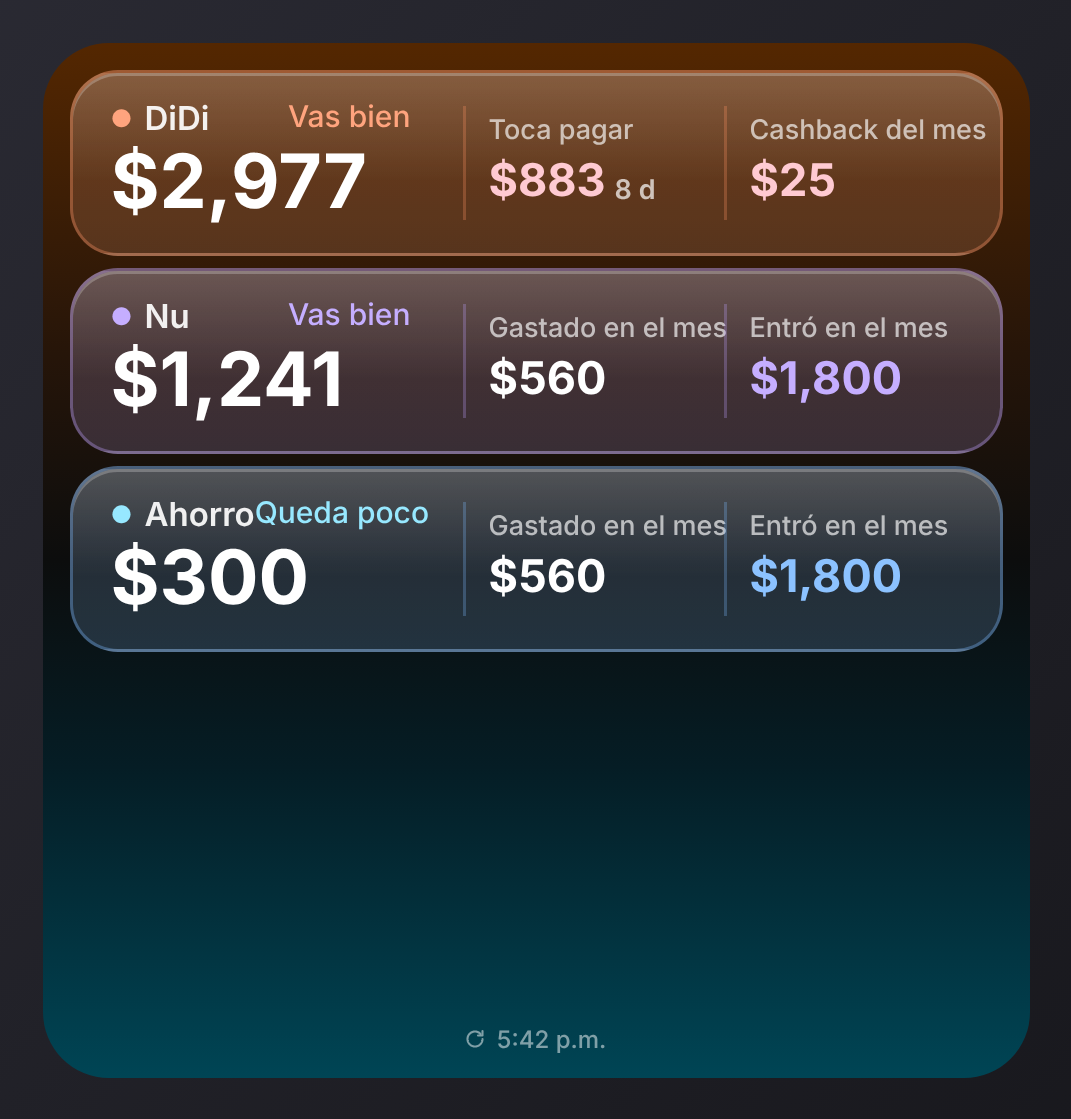 DiDi Vas bien
$2,977
Toca pagar
$883 8 d
Cashback del mes
$25
Nu Vas bien
$1,241
Gastado en el mes
$560
Entró en el mes
$1,800
Ahorro Queda poco
$300
Gastado en el mes
$560
Entró en el mes
$1,800
5:42 p.m.